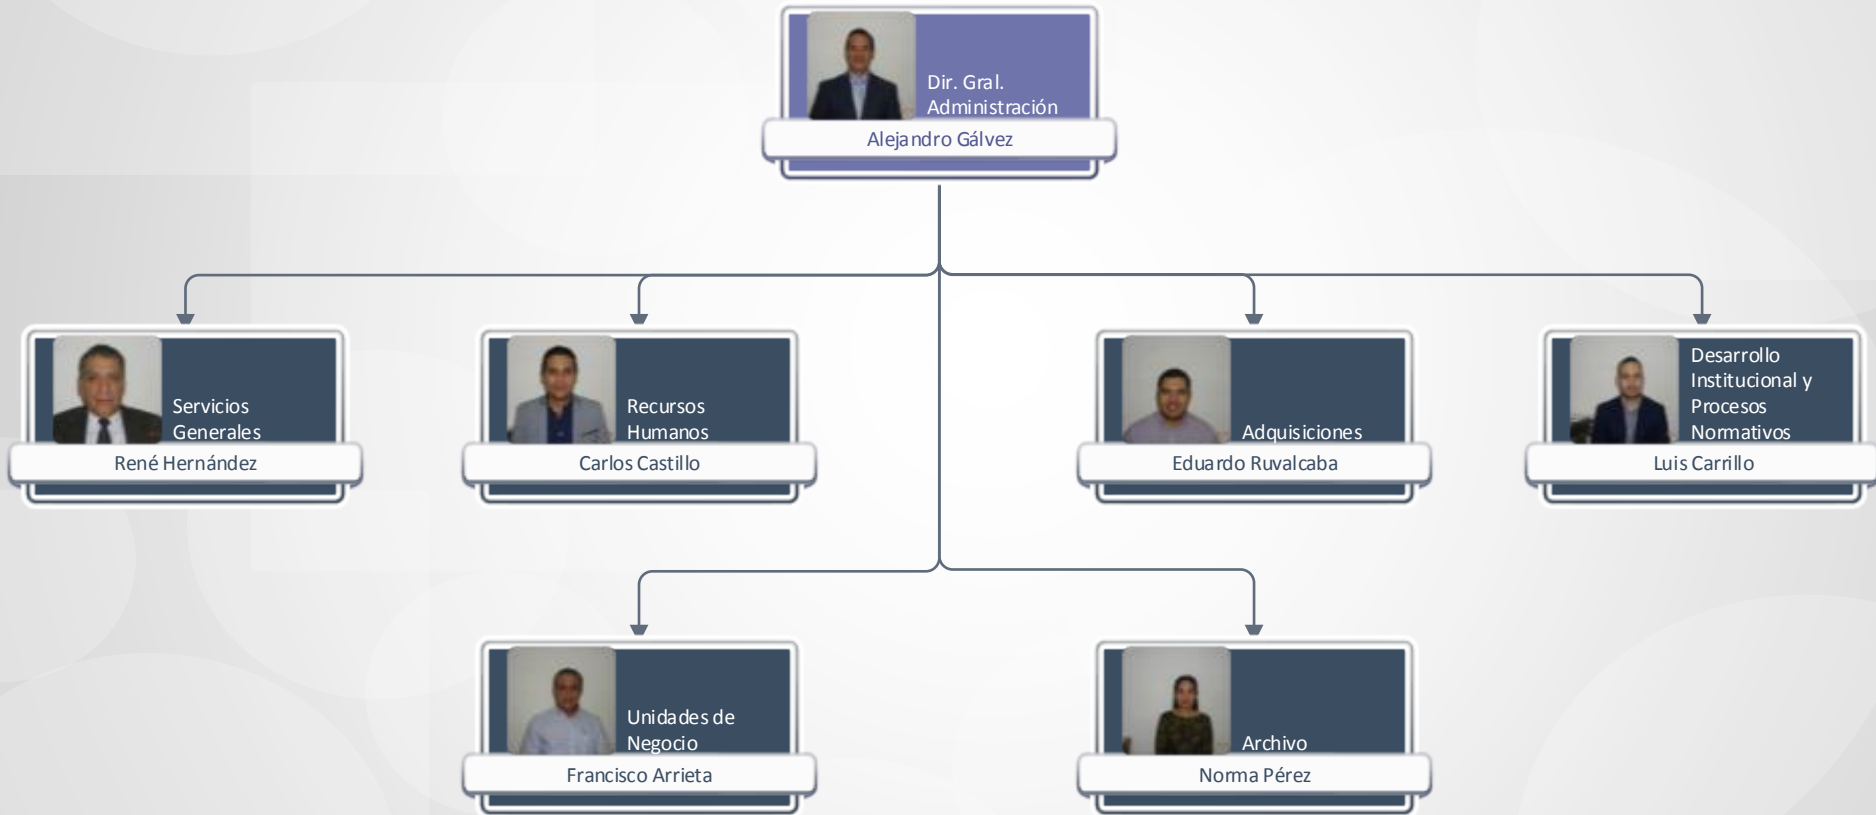 Dir. Gral.
Administración
Alejandro Gálvez
Servicios
Generales
René Hernández
Recursos
Humanos
Carlos Castillo
Adquisiciones
Eduardo Ruvalcaba
Desarrollo
Institucional y
Procesos
Normativos
Luis Carrillo
Unidades de
Negocio
Francisco Arrieta
Archivo
Norma Pérez